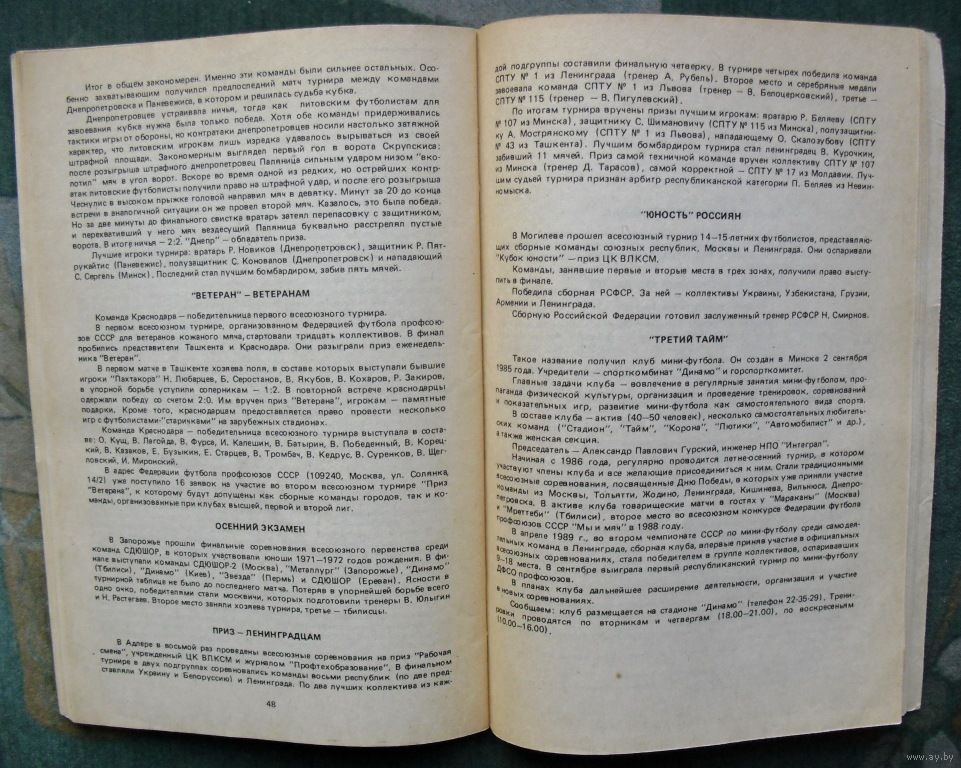 Итог в общем закономерен. Именно эти команды были сильнее остальных. Осо-
бенно захватывающим получился предпоследний матч турнира между командами
Днепропетровска и Паневежиса, в котором и решилась судьба кубка.
Днепропетровцев устраивала ничья, тогда как литовским футболистам для
завоевания кубка нужна была только победа. Хотя обе команды придерживались
тактики игры от обороны, но контратаки днепропетровцев носили настолько затяжной
характер, что литовским игрокам лишь изредка удавалось вырываться из своей
штрафной площади. Закономерным выглядел первый гол в ворота Скрупскиса:
после розыгрыша штрафного днепропетровец Паляница сильным ударом низом "вко-
лотил" мяч в угол ворот. Вскоре во время одной из редких, но острейших контр-
атак литовские футболисты получили право на штрафной удар, и после его розыгрыша
Чеснулис в высоком прыжке головой направил мяч в девятку. Минут за 20 до конца
встречи в аналогичной ситуации он же провел второй мяч. Казалось, это была победа.
Но за две минуты до финального свистка вратарь затеял перепасовку с защитником,
и перехвативший у него мяч вездесущий Паляница буквально расстрелял пустые
ворота. В итоге ничья – 2:2. "Днепр" – обладатель приза.
Лучшие игроки турнира: вратарь Р. Новиков (Днепропетровск), защитник Р. Пят-
рукайтис (Паневежис), полузащитник С. Коновалов (Днепропетровск) и нападающий
С. Сергель (Минск). Последний стал лучшим бомбардиром, забив пять мячей.
"ВЕТЕРАН" – ВЕТЕРАНАМ
Команда Краснодара – победительница первого всесоюзного турнира.
В первом всесоюзном турнире, организованном Федерацией футбола профсою-
зов СССР для ветеранов кожаного мяча, стартовали тридцать коллективов. В финал
пробились представители Ташкента и Краснодара. Они разыграли приз еженедель-
ника "Ветеран".
В первом матче в Ташкенте хозяева поля, в составе которых выступали бывшие
игроки "Пахтакора" Н. Любарцев, Б. Серостанов, В. Якубов, В. Кохаров, Р. Закиров,
в упорной борьбе уступили соперникам – 1:2. В повторной встрече краснодарцы
одержали победу со счетом 2:0. Им вручен приз "Ветерана", игрокам – памятные
подарки. Кроме того, краснодарцам предоставляется право провести несколько
игр с футболистами-"старичками" на зарубежных стадионах.
Команда Краснодара – победительница всесоюзного турнира выступала в соста-
ве: О. Кущ, В. Лагойда, В. Фурса, И. Калешин, В. Батырин, В. Победенный, В. Корец-
кий, В. Казаков, Е. Бузыкин, Е. Старцев, В. Тромбач, В. Кедрус, В. Суренков, В. Щег-
ловский, И. Миронский.
В адрес Федерации футбола профсоюзов СССР (109240, Москва, ул. Солянка,
14/2) уже поступило 16 заявок на участие во втором всесоюзном турнире "Приз
"Ветерана", к которому будут допущены как сборные команды городов, так и ко-
манды, организованные при клубах высшей, первой и второй лиг.
ОСЕННИЙ ЭКЗАМЕН
В Запорожье прошли финальные соревнования всесоюзного первенства среди
команд СДЮШОР, в которых участвовали юноши 1971–1972 годов рождения. В фи-
нале выступали команды СДЮШОР-2 (Москва), "Металлург" (Запорожье), "Динамо"
(Тбилиси), "Динамо" (Киев), "Звезда" (Пермь) и СДЮШОР (Ереван). Ясности в
турнирной таблице не было до последнего матча. Потеряв в упорнейшей борьбе всего
одно очко, победителями стали москвичи, которых подготовили тренеры В. Юлыгин
и Н. Растегаев. Второе место заняли хозяева турнира, третье – тбилисцы.
ПРИЗ – ЛЕНИНГРАДЦАМ
В Адлере в восьмой раз проведены всесоюзные соревнования на приз "Рабочая
смена", учрежденный ЦК ВЛКСМ и журналом "Профтехобразование". В финальном
турнире в двух подгруппах соревновались команды восьми республик (по две пред-
ставляли Украину и Белоруссию) и Ленинграда. По два лучших коллектива из каж-
48
дой подгруппы составили финальную четверку. В турнире четырех победила команда
СПТУ № 1 из Ленинграда (тренер А. Рубель). Второе место и серебряные медали
завоевала команда СПТУ № 1 из Львова (тренер – В. Белоцерковский), третье –
СПТУ № 115 (тренер – В. Пигулевский).
По итогам турнира вручены призы лучшим игрокам: вратарю Р. Беляеву (СПТУ
№ 107 из Минска), защитнику С. Шимановичу (СПТУ № 115 из Минска), полузащитни-
ку А. Мострянскому (СПТУ № 1 из Львова), нападающему О. Скалозубову (СПТУ
№ 43 из Ташкента). Лучшим бомбардиром турнира стал ленинградец В. Курочкин,
забивший 11 мячей. Приз самой техничной команде вручен коллективу СПТУ № 107
из Минска (тренер Д. Тарасов), самой корректной – СПТУ № 17 из Молдавии. Луч-
шим судьей турнира признан арбитр республиканской категории П. Беляев из Невин-
номыска.
"ЮНОСТЬ" РОССИЯН
В Могилеве прошел всесоюзный турнир 14–15-летних футболистов, представляю-
щих сборные команды союзных республик, Москвы и Ленинграда. Они оспаривали
"Кубок юности" – приз ЦК ВЛКСМ.
Команды, занявшие первые и вторые места в трех зонах, получили право высту-
пить в финале.
Победила сборная РСФСР. За ней – коллективы Украины, Узбекистана, Грузии,
Армении и Ленинграда.
Сборную Российской Федерации готовил заслуженный тренер РСФСР Н. Смирнов.
"ТРЕТИЙ ТАЙМ"
Такое название получил клуб мини-футбола. Он создан в Минске 2 сентября
1985 года. Учредители – спорткомбинат "Динамо" и горспорткомитет.
Главные задачи клуба – вовлечение в регулярные занятия мини-футболом, про-
паганда физической культуры, организация и проведение тренировок, соревнований
и показательных игр, развитие мини-футбола как самостоятельного вида спорта.
В составе клуба – актив (40–50 человек), несколько самостоятельных любитель-
ских команд ("Стадион", "Тайм", "Корона", "Лютики", "Автомобилист" и др.),
а также женская секция.
Председатель – Александр Павлович Гурский, инженер НПО "Интеграл".
Начиная с 1986 года, регулярно проводится летне-осенний турнир, в котором
участвуют члены клуба и все желающие присоединиться к ним. Стали традиционными
всесоюзные соревнования, посвященные Дню Победы, в которых уже принимали участие
команды из Москвы, Тольятти, Жодино, Ленинграда, Кишинева, Вильнюса, Днепро-
петровска. В активе клуба товарищеские матчи в гостях у "Мараканы" (Москва)
и "Мреттеби" (Тбилиси), второе место во всесоюзном конкурсе Федерации футбола
профсоюзов СССР "Мы и мяч" в 1988 году.
В апреле 1989 г., во втором чемпионате СССР по мини-футболу среди самодея-
тельных команд в Ленинграде, сборная клуба, впервые приняв участие в официальных
всесоюзных соревнованиях, стала победителем в группе коллективов, оспаривавших
–18 места. В сентябре выиграла первый республиканский турнир по мини-футболу
ДФСО профсоюзов.
В планах клуба дальнейшее расширение деятельности, организация и участие
в новых соревнованиях.
Сообщаем: клуб размещается на стадионе "Динамо" (телефон 22-35-29). Трени-
ровки проводятся по вторникам и четвергам (18.00–21.00), по воскресеньям
(10.00–16.00).
www.ay.by